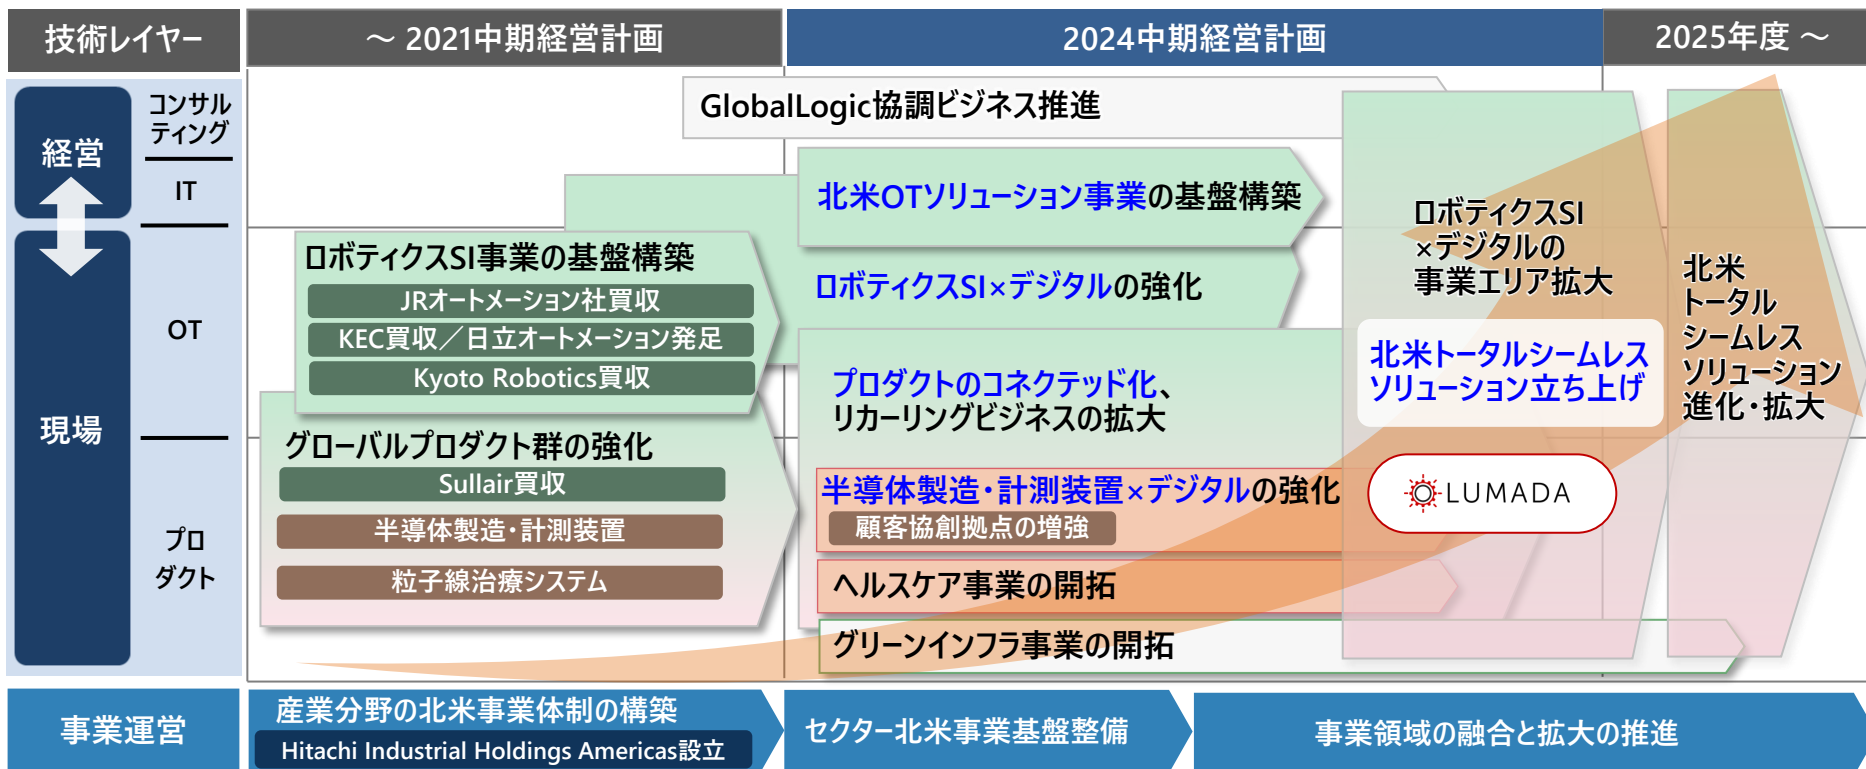 技術レイヤー
～ 2021中期経営計画
2024中期経営計画
2025年度 ～
経営
現場
コンサル
ティング
IT
OT
プロ
ダクト
GlobalLogic協調ビジネス推進
北米OTソリューション事業の基盤構築
ロボティクスSI事業の基盤構築
JRオートメーション社買収
KEC買収／日立オートメーション発足
Kyoto Robotics買収
ロボティクスSI×デジタルの強化
グローバルプロダクト群の強化
Sullair買収
半導体製造・計測装置
粒子線治療システム
プロダクトのコネクテッド化、
リカーリングビジネスの拡大
半導体製造・計測装置×デジタルの強化
顧客協創拠点の増強
ヘルスケア事業の開拓
グリーンインフラ事業の開拓
ロボティクスSI
×デジタルの
事業エリア拡大
北米トータルシームレス
ソリューション立ち上げ
LUMADA
北米
トータル
シームレス
ソリューション
進化・拡大
事業運営
産業分野の北米事業体制の構築
Hitachi Industrial Holdings Americas設立
セクター北米事業基盤整備
事業領域の融合と拡大の推進